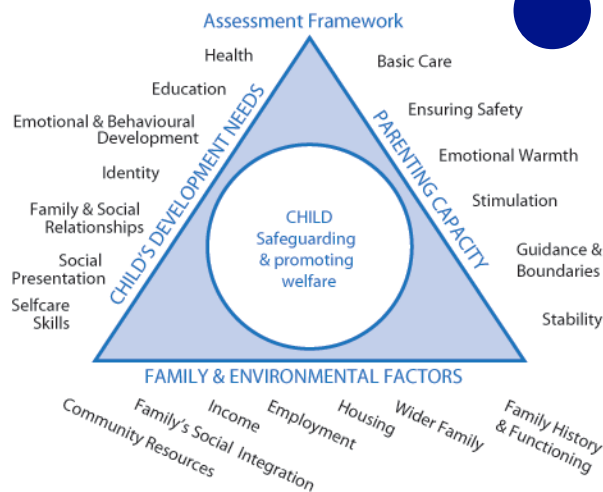 Assessment Framework
Health
Education
Emotional & Behavioural
Development
Identity
Family & Social
Relationships
Social
Presentation
Selfcare
Skills
CHILD'S DEVELOPMENT NEEDS
CHILD
Safeguarding
& promoting
welfare
PARENTING CAPACITY
Basic Care
Ensuring Safety
Emotional Warmth
Stimulation
Guidance &
Boundaries
Stability
FAMILY & ENVIRONMENTAL FACTORS
Community Resources
Family's Social Integration
Income
Employment
Housing
Wider Family
Family History
& Functioning